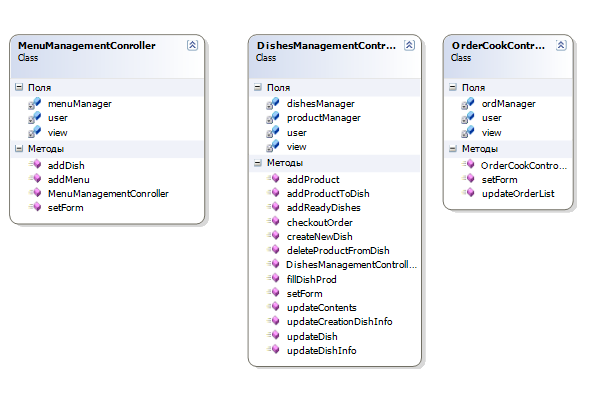 MenuManagementConroller
Class
Поля
menuManager
user
view
Методы
addDish
addMenu
MenuManagementConroller
setForm
DishesManagementContr...
Class
Поля
dishesManager
productManager
user
view
Методы
addProduct
addProductToDish
addReadyDishes
checkoutOrder
createNewDish
deleteProductFromDish
DishesManagementControll...
fillDishProd
setForm
updateContents
updateCreationDishInfo
updateDish
updateDishInfo
OrderCookContr...
Class
Поля
ordManager
user
view
Методы
OrderCookContro...
setForm
updateOrderList